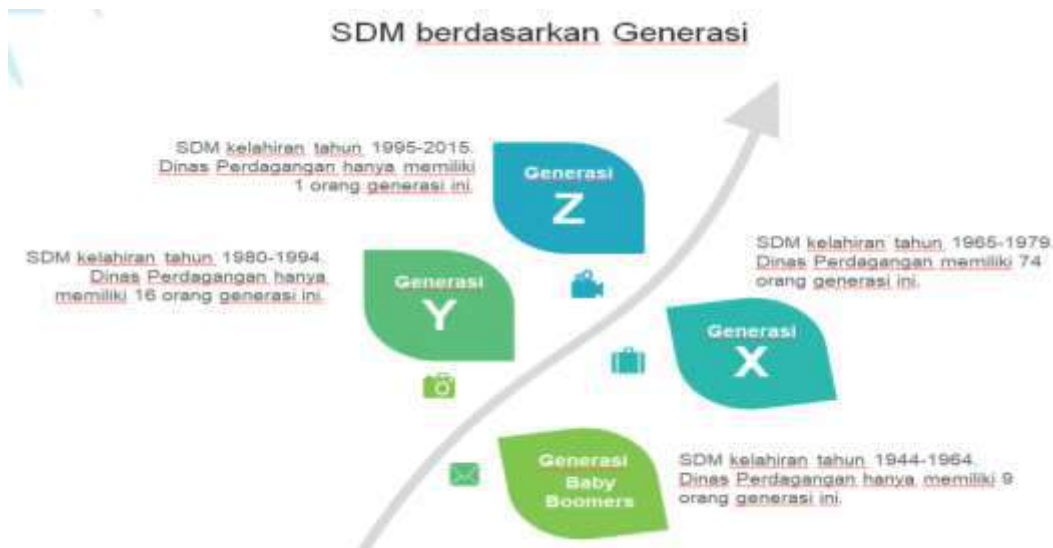 SDM berdasarkan Generasi
SDM kelahiran tahun 1995-2015.
Dinas Perdagangan hanya memiliki
1 orang generasi ini.
Generasi
Z
SDM kelahiran tahun 1980-1994.
Dinas Perdagangan hanya
memiliki 16 orang generasi ini.
Generasi
Y
SDM kelahiran tahun 1965-1979.
Dinas Perdagangan memiliki 74
orang generasi ini.
Generasi
X
Generasi
Baby
Boomers
SDM kelahiran tahun 1944-1964.
Dinas Perdagangan hanya memiliki 9
orang generasi ini.